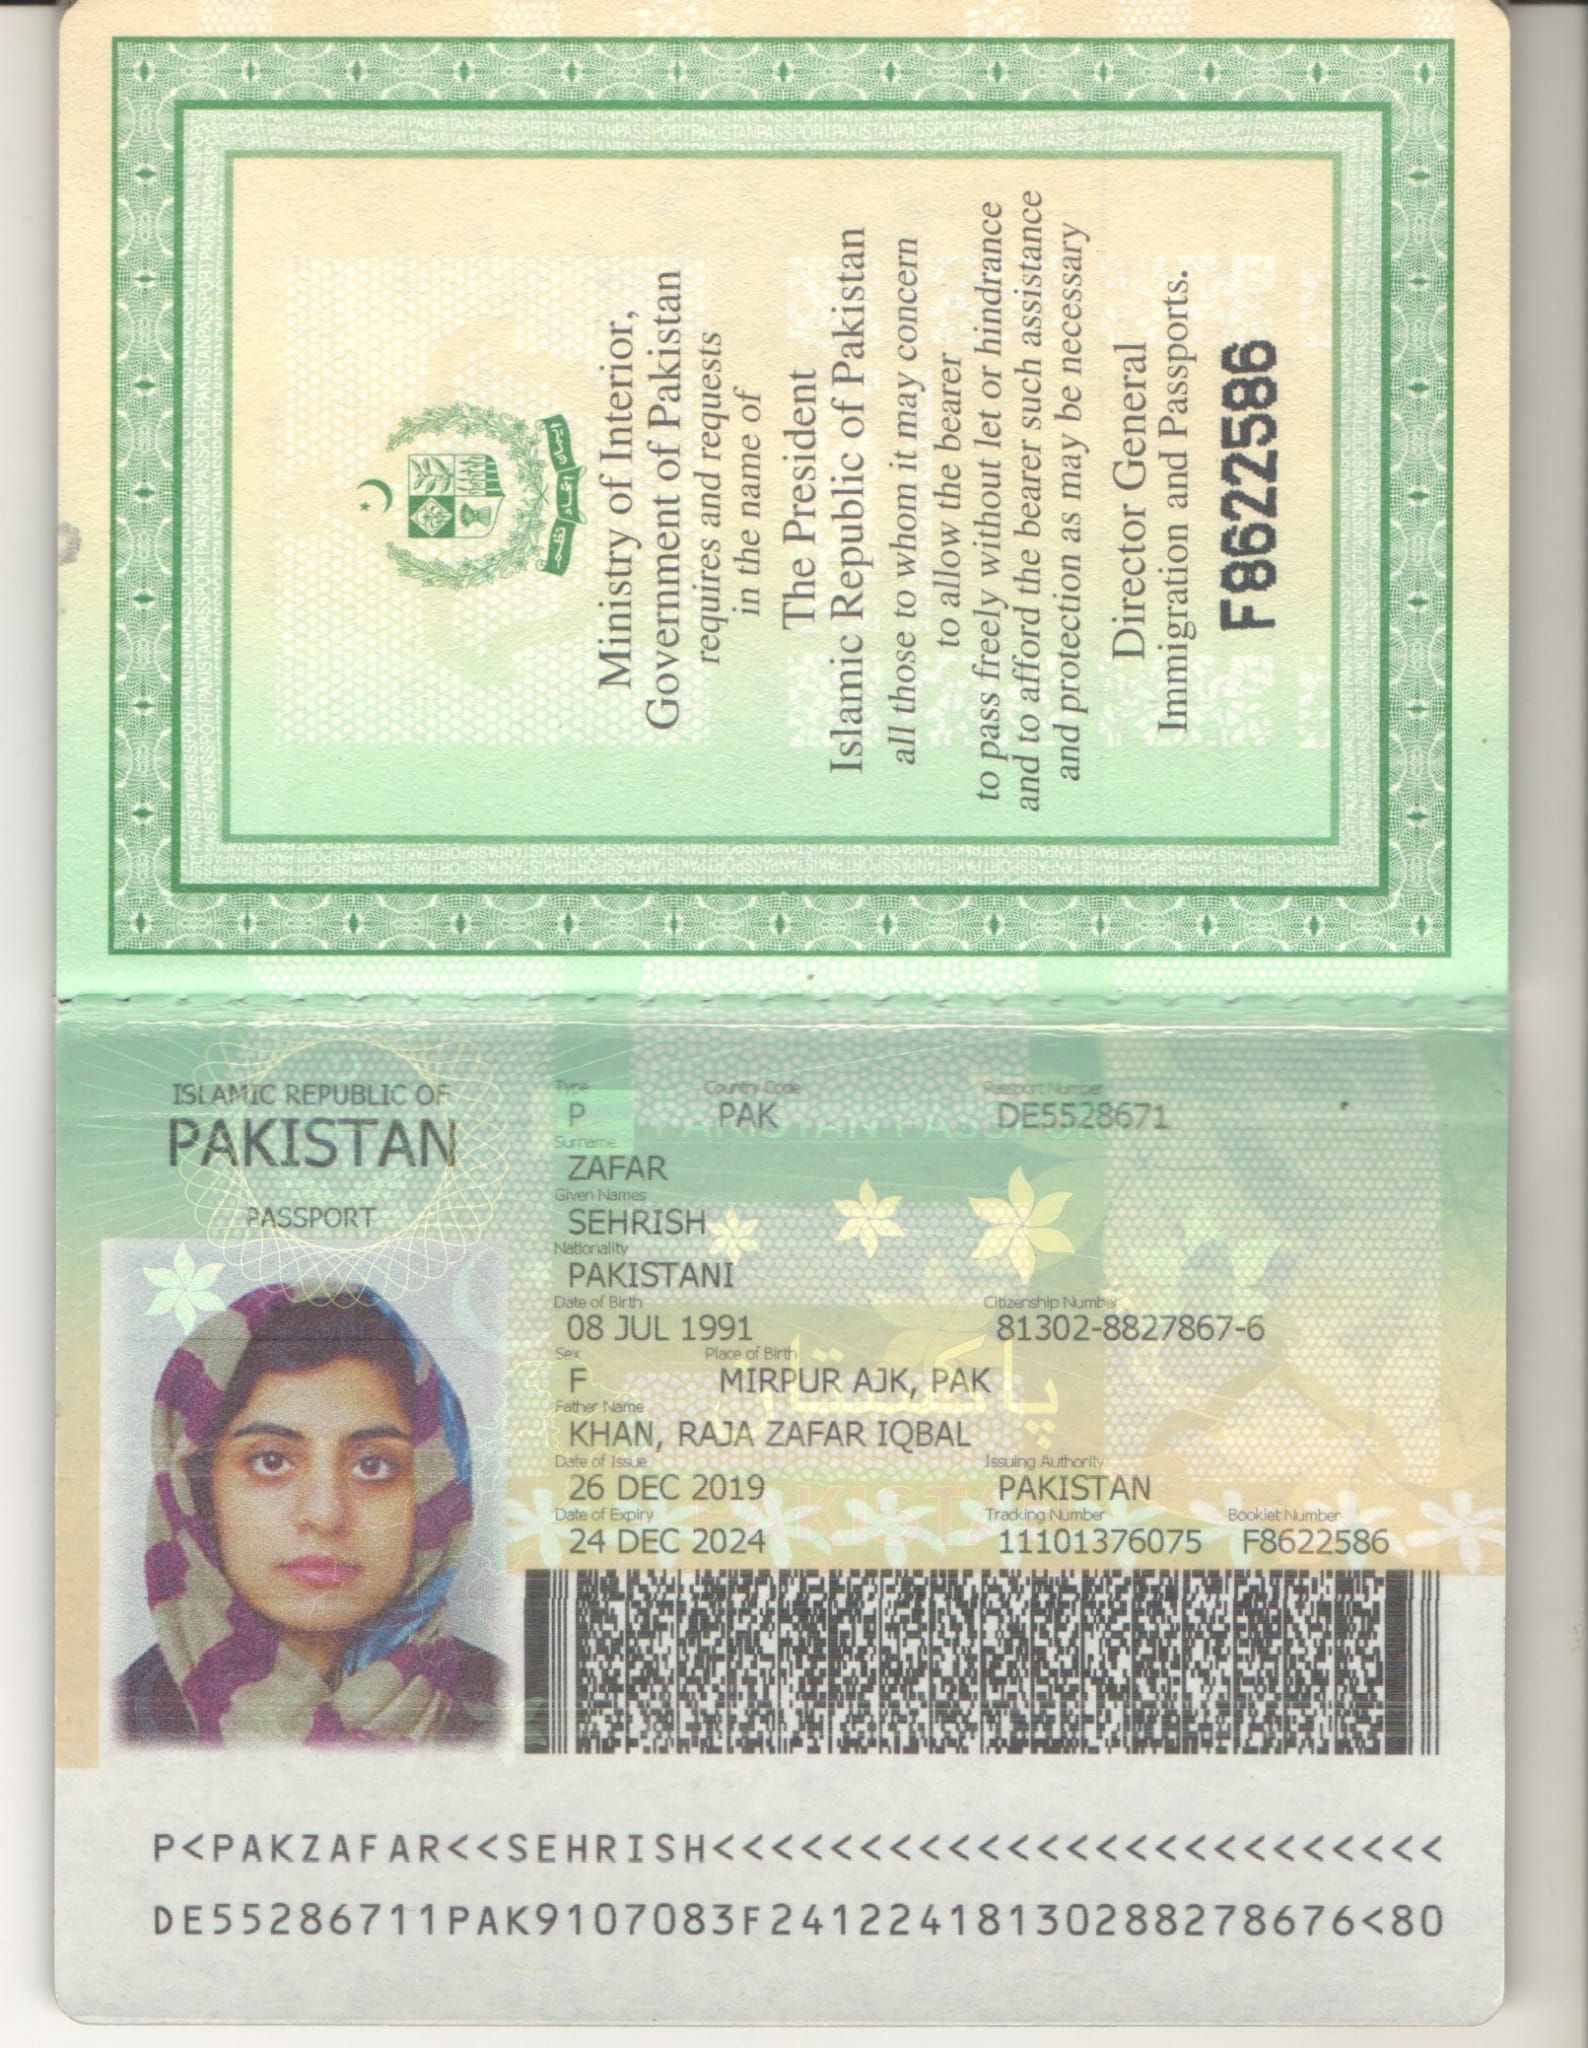 Ministry of Interior,
Government of Pakistan
requires and requests
in the name of
The President
Islamic Republic of Pakistan
all those to whom it may concern
to allow the bearer
to pass freely without let or hindrance
and to afford the bearer such assistance
and protection as may be necessary
Director General
Immigration and Passports.
F8622586
ISLAMIC REPUBLIC OF
PAKISTAN
PASSPORT
Type Country Code Passport Number
P PAK DE5528671
Surname
ZAFAR
Given Names
SEHRISH
Nationality
PAKISTANI
Date of Birth Citizenship Number
08 JUL 1991 81302-8827867-6
Sex Place of Birth
F MIRPUR AJK, PAK
پاکستان
Father Name
KHAN, RAJA ZAFAR IQBAL
Date of Issue Issuing Authority
26 DEC 2019 PAKISTAN
Date of Expiry Tracking Number Booklet Number
24 DEC 2024 11101376075 F8622586
P<PAKZAFAR<<SEHRISH<<<<<<<<<<<<<<<<<<<<<<<<<
DE55286711PAK9107083F2412241813028827867​6<80